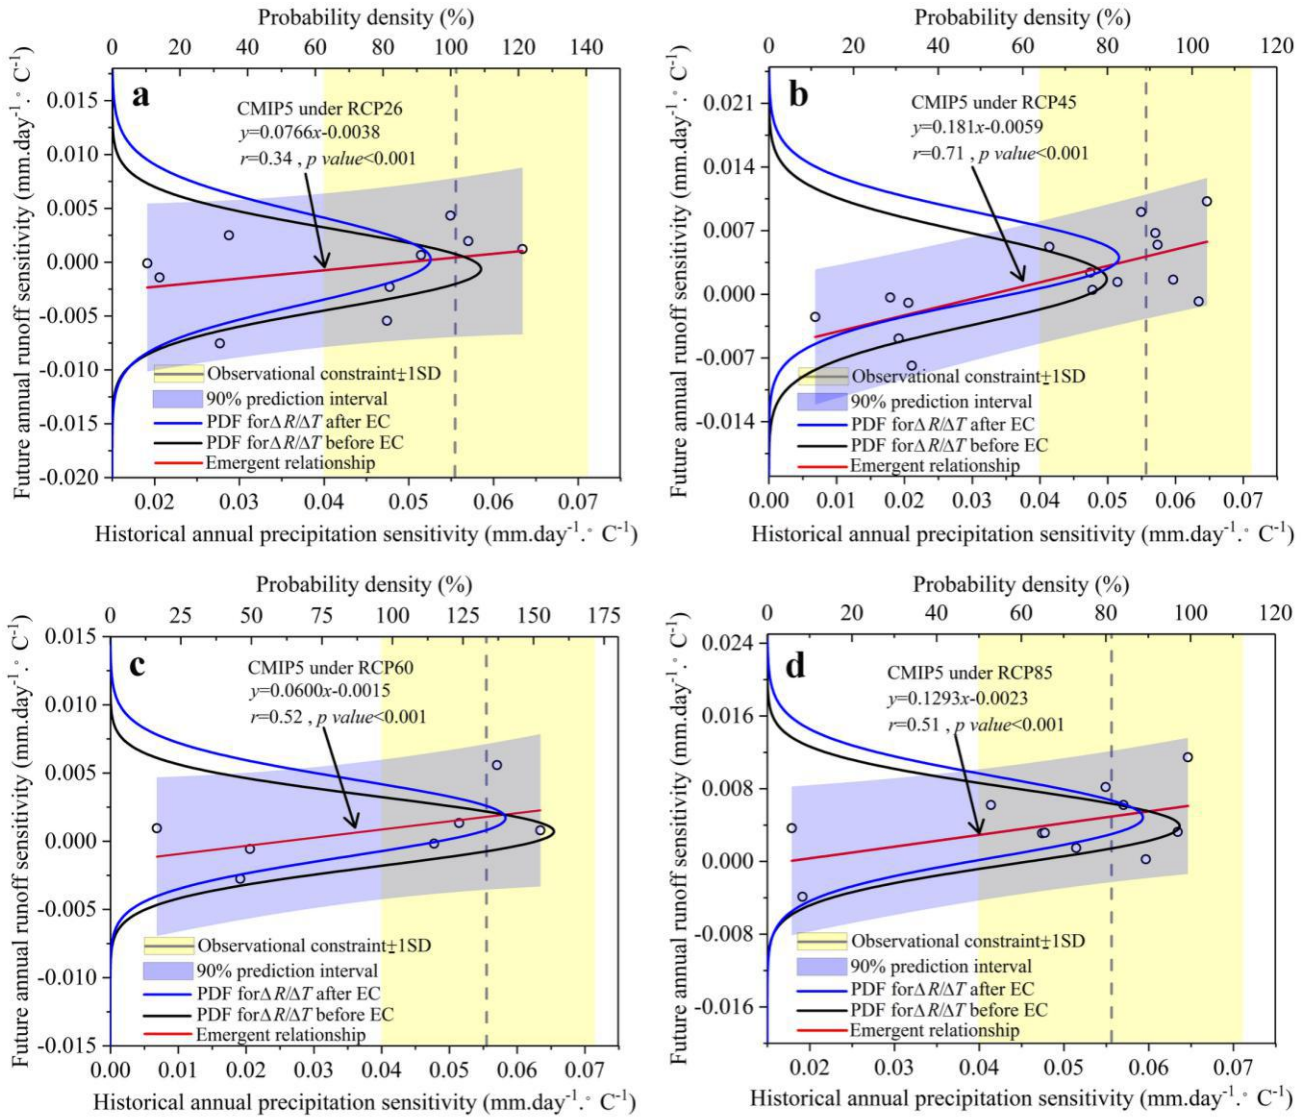 Probability density (%)
0 20 40 60 80 100 120 140
Future annual runoff sensitivity (mm.day-1.° C-1)
0.015
0.010
0.005
0.000
-0.005
-0.010
-0.015
-0.020
a
CMIP5 under RCP26
y=0.0766x-0.0038
r=0.34 , p value<0.001
Observational constraint±1SD
90% prediction interval
PDF forΔR/ΔT after EC
PDF forΔR/ΔT before EC
Emergent relationship
0.02 0.03 0.04 0.05 0.06 0.07
Historical annual precipitation sensitivity (mm.day-1.° C-1)
Probability density (%)
0 20 40 60 80 100 120
Future annual runoff sensitivity (mm.day-1.° C-1)
0.021
0.014
0.007
0.000
-0.007
-0.014
b
CMIP5 under RCP45
y=0.181x-0.0059
r=0.71 , p value<0.001
Observational constraint±1SD
90% prediction interval
PDF forΔR/ΔT after EC
PDF forΔR/ΔT before EC
Emergent relationship
0.00 0.01 0.02 0.03 0.04 0.05 0.06 0.07
Historical annual precipitation sensitivity (mm.day-1.° C-1)
Probability density (%)
0 25 50 75 100 125 150 175
Future annual runoff sensitivity (mm.day-1.° C-1)
0.015
0.010
0.005
0.000
-0.005
-0.010
-0.015
c
CMIP5 under RCP60
y=0.0600x-0.0015
r=0.52 , p value<0.001
Observational constraint±1SD
90% prediction interval
PDF forΔR/ΔT after EC
PDF forΔR/ΔT before EC
Emergent relationship
0.00 0.01 0.02 0.03 0.04 0.05 0.06 0.07
Historical annual precipitation sensitivity (mm.day-1.° C-1)
Probability density (%)
0 20 40 60 80 100 120
Future annual runoff sensitivity (mm.day-1.° C-1)
0.024
0.016
0.008
0.000
-0.008
-0.016
d
CMIP5 under RCP85
y=0.1293x-0.0023
r=0.51 , p value<0.001
Observational constraint±1SD
90% prediction interval
PDF forΔR/ΔT after EC
PDF forΔR/ΔT before EC
Emergent relationship
0.02 0.03 0.04 0.05 0.06 0.07
Historical annual precipitation sensitivity (mm.day-1.° C-1)